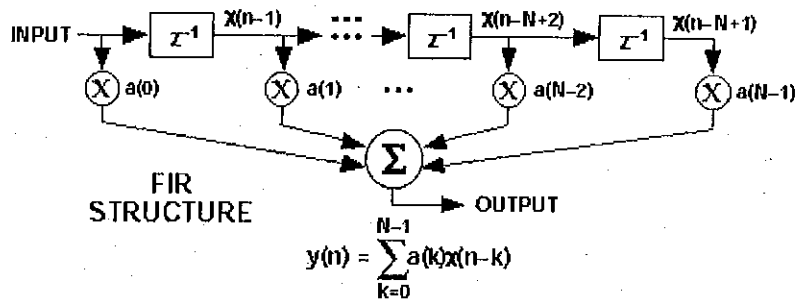 INPUT z⁻¹ χ(n-1) ... z⁻¹ χ(n-N+2) z⁻¹ χ(n-N+1)
X a(0) X a(1) ... X a(N-2) X a(N-1)
Σ
FIR
STRUCTURE
OUTPUT
y(n) = N-1 Σ k=0 a(k)χ(n-k)